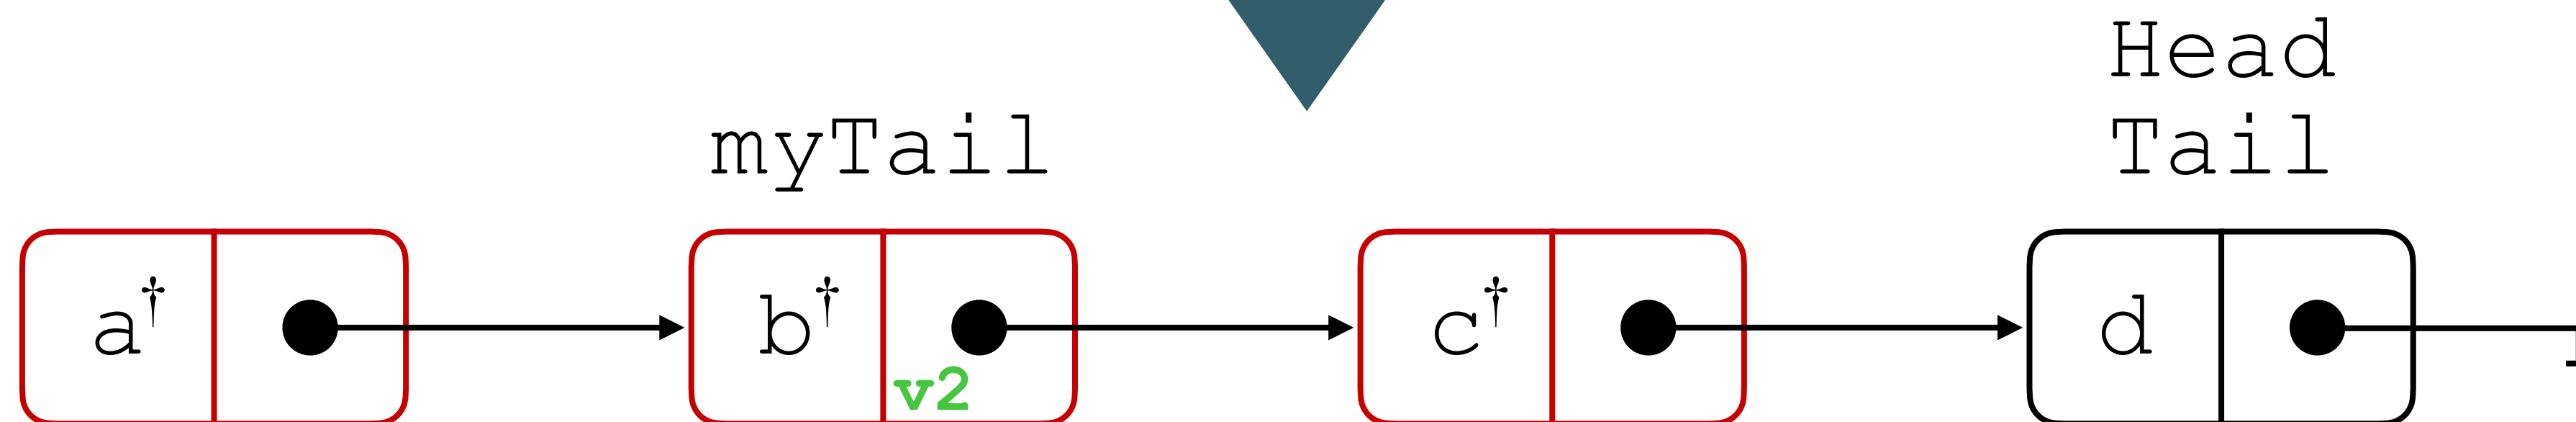 Head
myTail Tail
a† b† c† d
v2